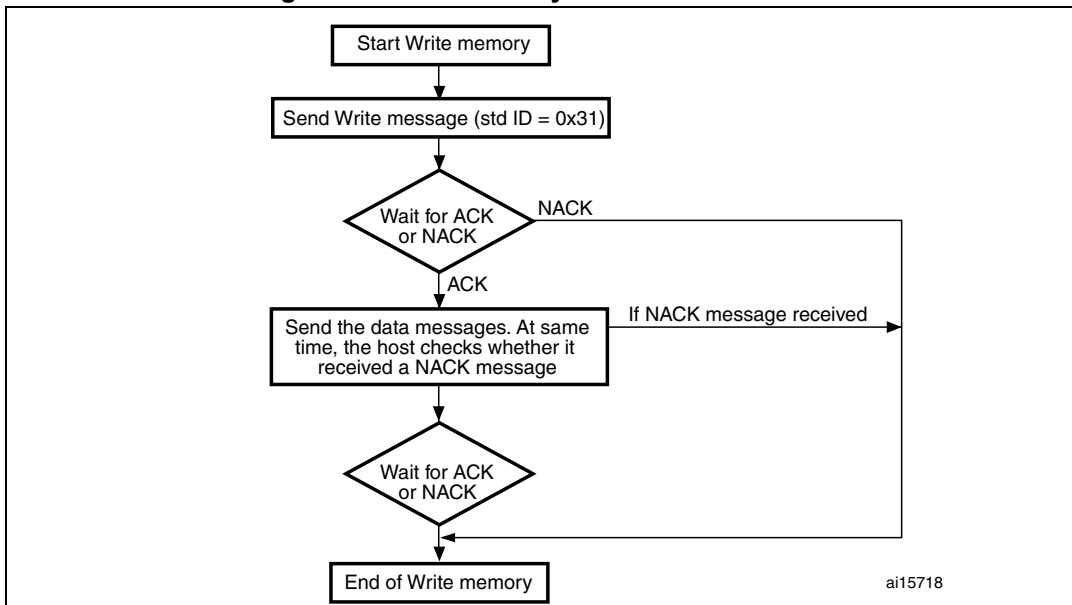 Start Write memory
Send Write message (std ID = 0x31)
Wait for ACK
or NACK
NACK
ACK
Send the data messages. At same
time, the host checks whether it
received a NACK message
If NACK message received
Wait for ACK
or NACK
End of Write memory
ai15718